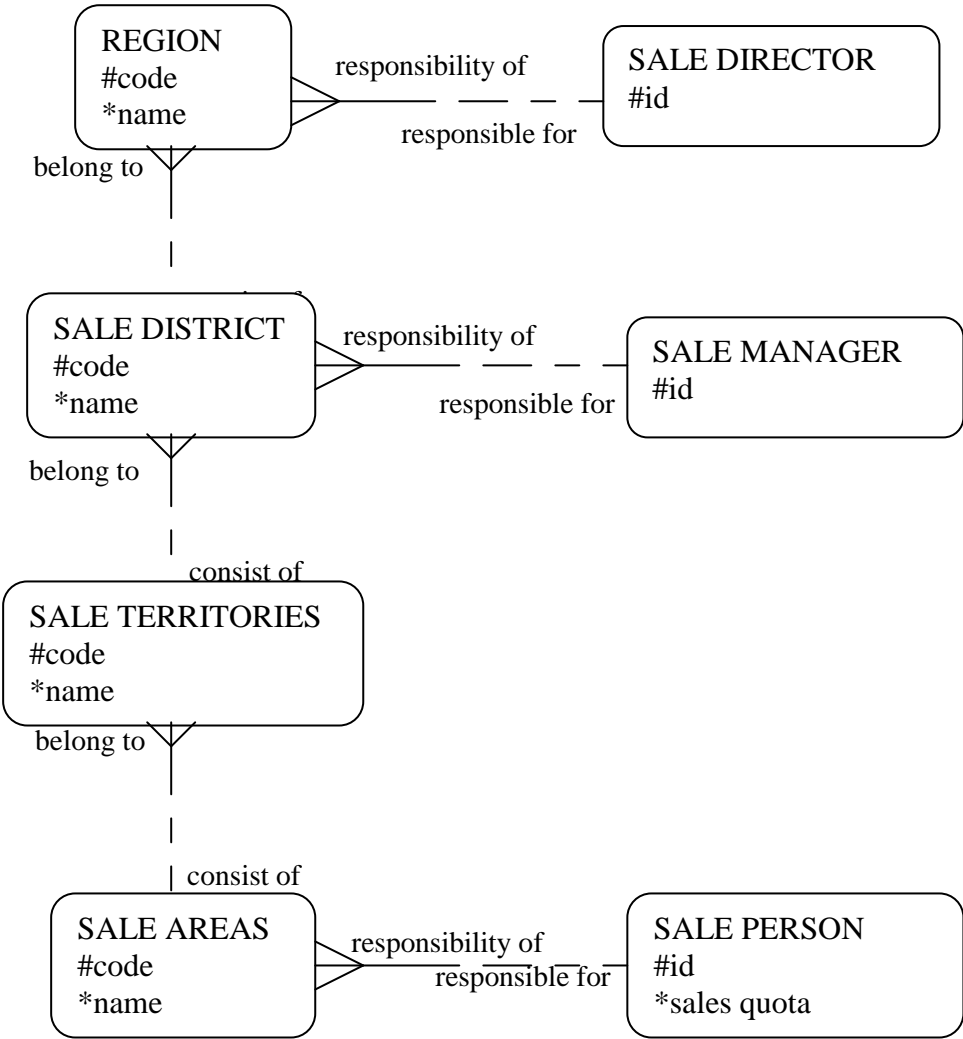 REGION
#code
*name
responsibility of
responsible for
SALE DIRECTOR
#id
belong to
SALE DISTRICT
#code
*name
responsibility of
responsible for
SALE MANAGER
#id
belong to
consist of
SALE TERRITORIES
#code
*name
belong to
consist of
SALE AREAS
#code
*name
responsibility of
responsible for
SALE PERSON
#id
*sales quota